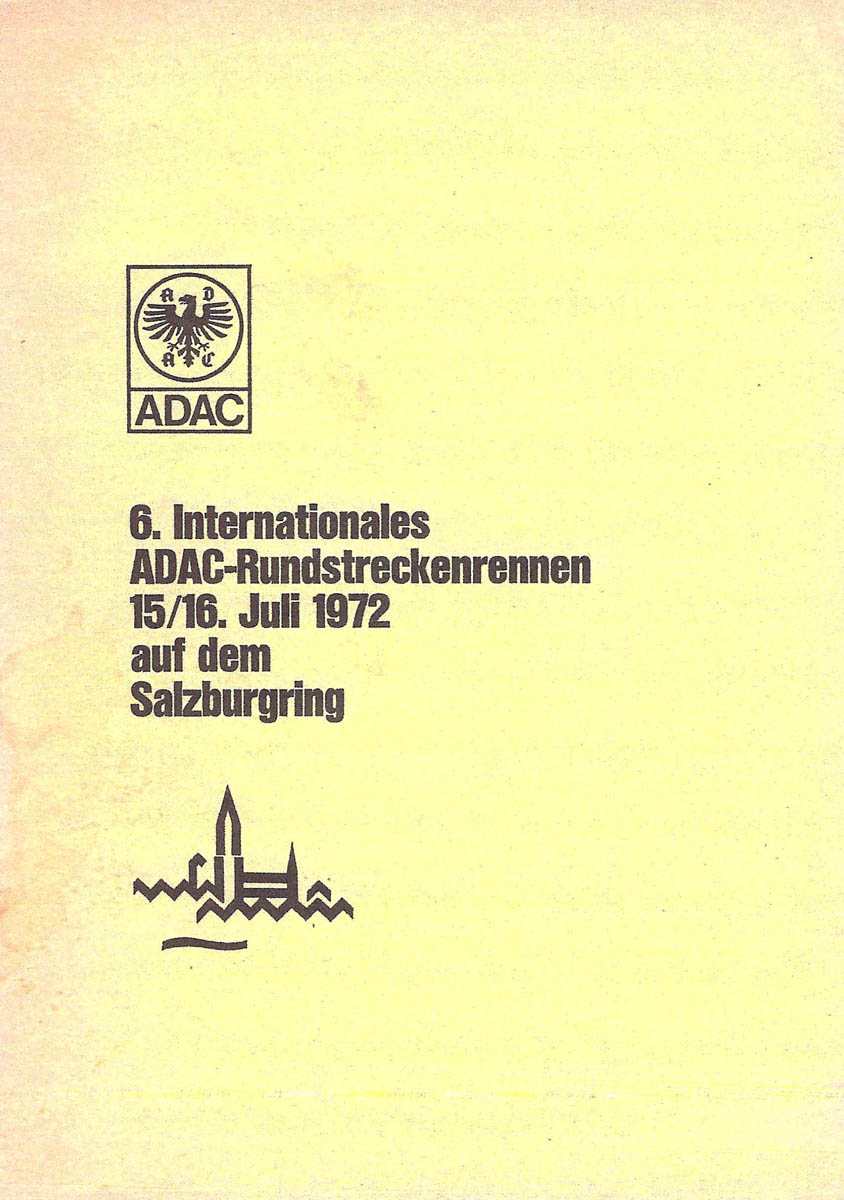 A D
A C
ADAC
6. Internationales
ADAC-Rundstreckenrennen
15/16. Juli 1972
auf dem
Salzburgring